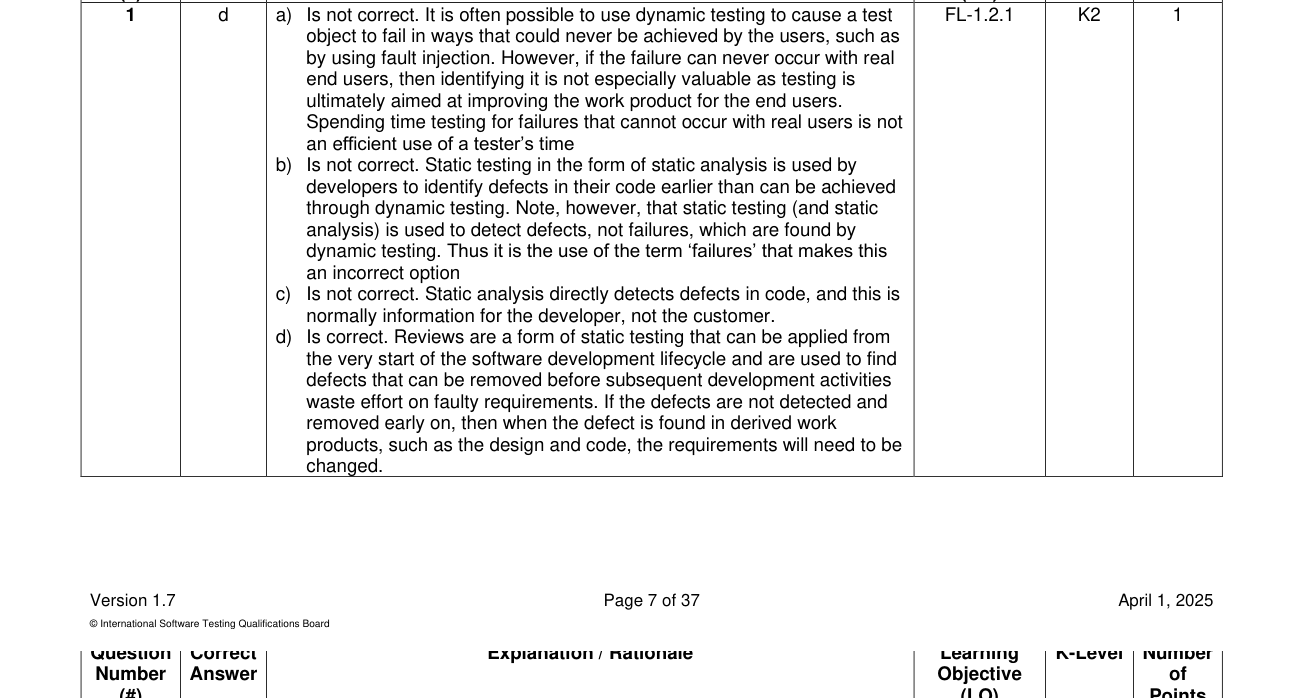 1 d a) Is not correct. It is often possible to use dynamic testing to cause a test FL-1.2.1 K2 1
object to fail in ways that could never be achieved by the users, such as
by using fault injection. However, if the failure can never occur with real
end users, then identifying it is not especially valuable as testing is
ultimately aimed at improving the work product for the end users.
Spending time testing for failures that cannot occur with real users is not
an efficient use of a tester’s time
b) Is not correct. Static testing in the form of static analysis is used by
developers to identify defects in their code earlier than can be achieved
through dynamic testing. Note, however, that static testing (and static
analysis) is used to detect defects, not failures, which are found by
dynamic testing. Thus it is the use of the term ‘failures’ that makes this
an incorrect option
c) Is not correct. Static analysis directly detects defects in code, and this is
normally information for the developer, not the customer.
d) Is correct. Reviews are a form of static testing that can be applied from
the very start of the software development lifecycle and are used to find
defects that can be removed before subsequent development activities
waste effort on faulty requirements. If the defects are not detected and
removed early on, then when the defect is found in derived work
products, such as the design and code, the requirements will need to be
changed.
Version 1.7 Page 7 of 37 April 1, 2025
© International Software Testing Qualifications Board
Question Correct Explanation / Rationale Learning K-Level Number
Number Answer Objective of
(#) (LO) Points